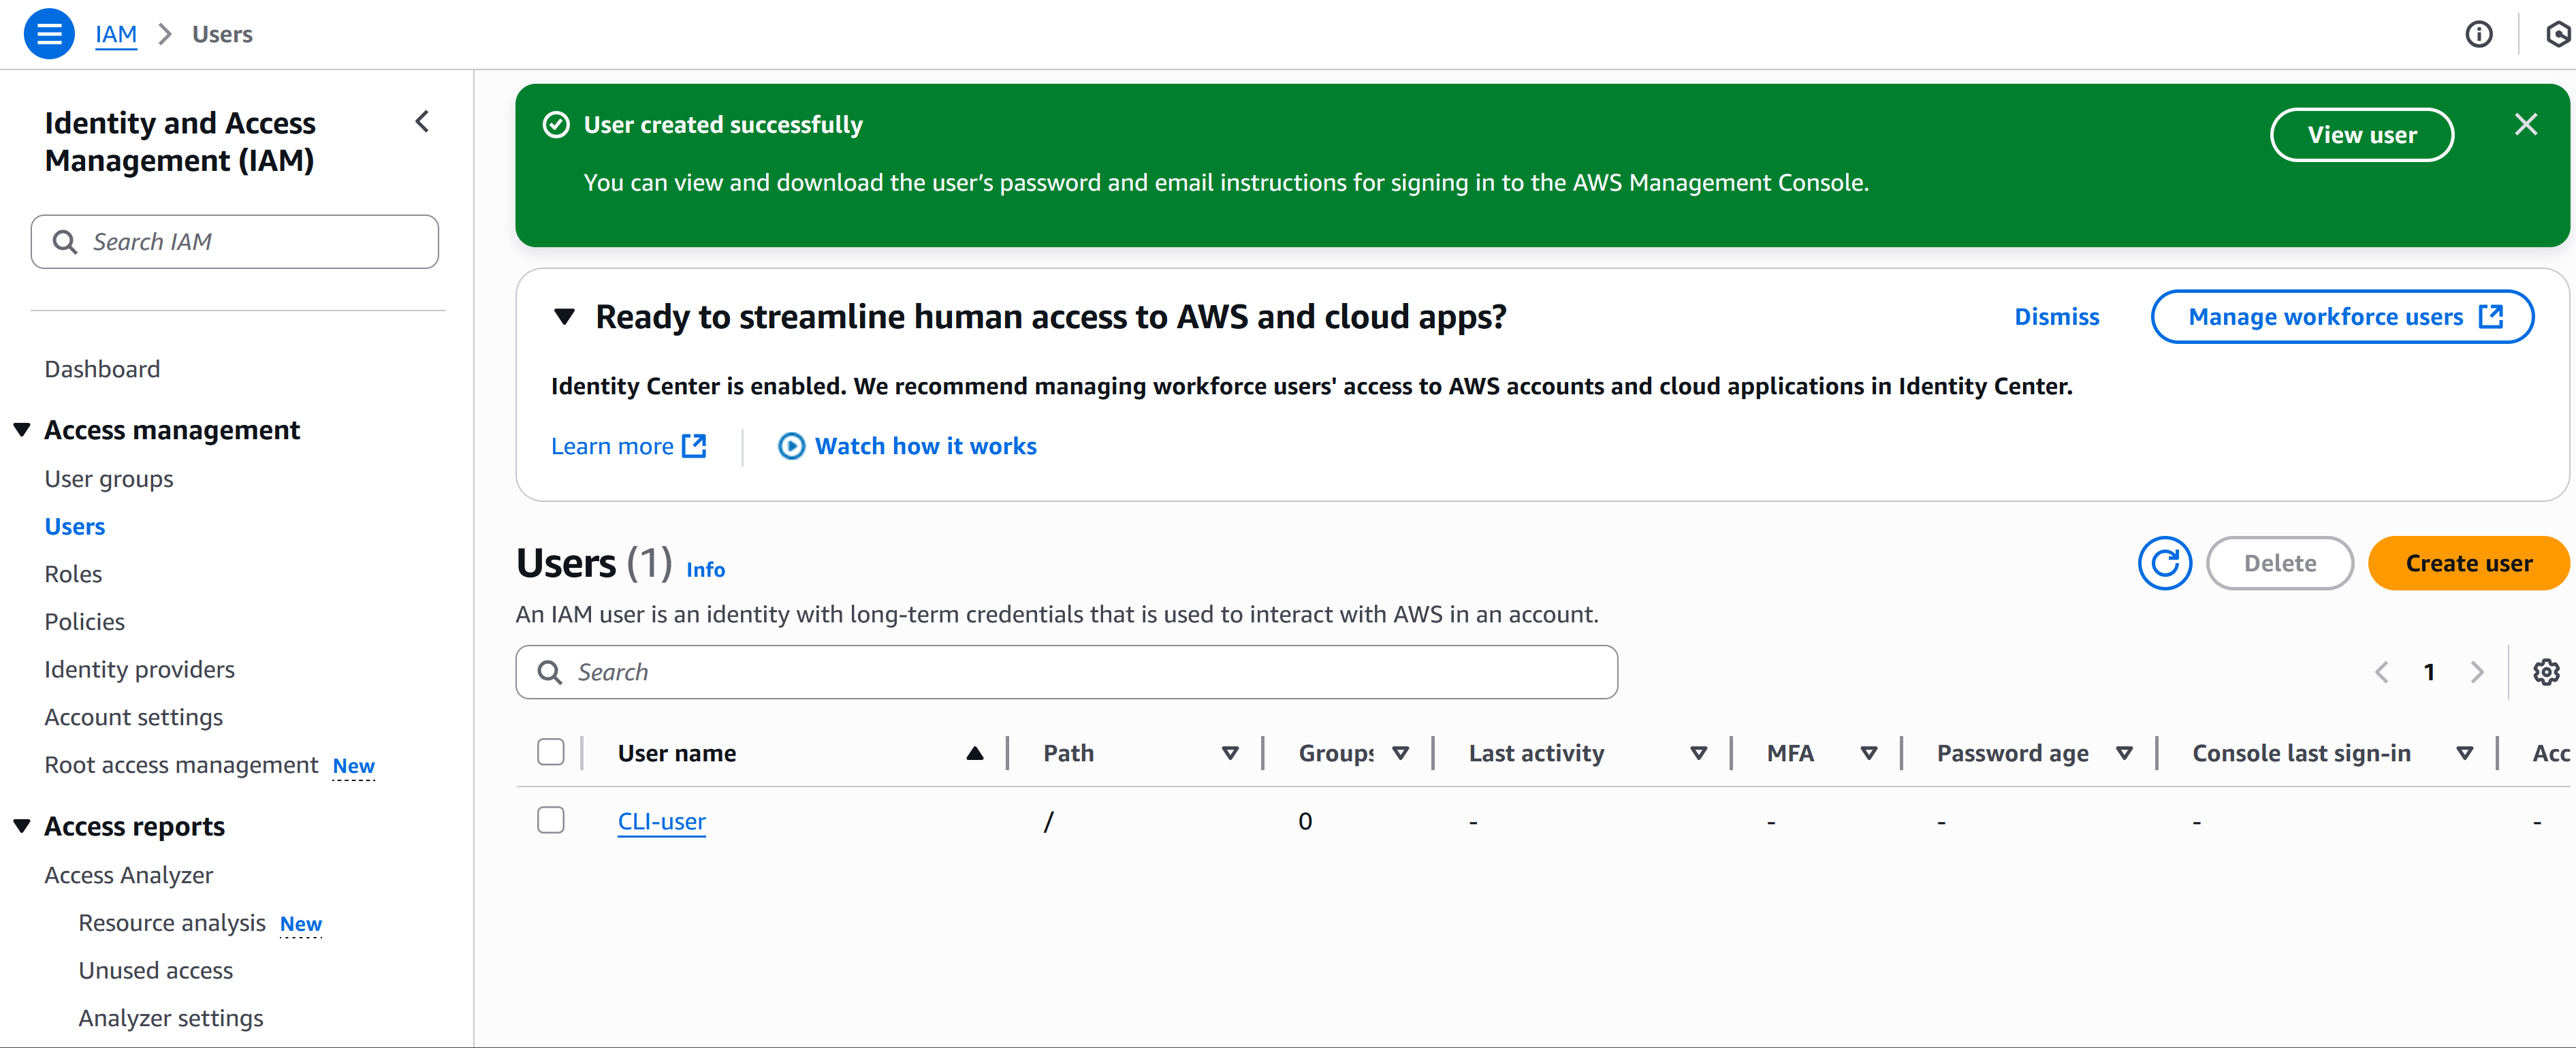 IAM > Users
Identity and Access
Management (IAM)
Search IAM
Dashboard
Access management
User groups
Users
Roles
Policies
Identity providers
Account settings
Root access management New
Access reports
Access Analyzer
Resource analysis New
Unused access
Analyzer settings
User created successfully
View user
You can view and download the user’s password and email instructions for signing in to the AWS Management Console.
Ready to streamline human access to AWS and cloud apps?
Dismiss
Manage workforce users
Identity Center is enabled. We recommend managing workforce users' access to AWS accounts and cloud applications in Identity Center.
Learn more
Watch how it works
Users (1) Info
Delete
Create user
An IAM user is an identity with long-term credentials that is used to interact with AWS in an account.
Search
1
User name Path Groups Last activity MFA Password age Console last sign-in Acc
CLI-user / 0 - - - - -